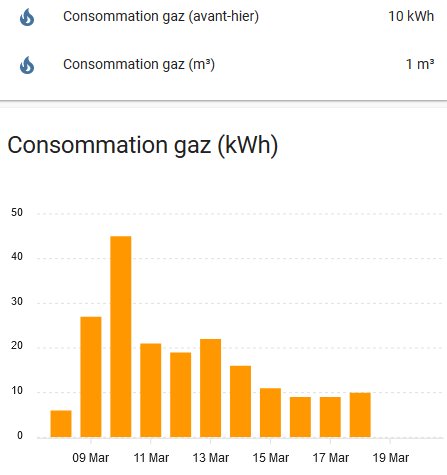 Consommation gaz (avant-hier) 10 kWh
Consommation gaz (m³) 1 m³
Consommation gaz (kWh)
50
40
30
20
10
0
09 Mar 11 Mar 13 Mar 15 Mar 17 Mar 19 Mar